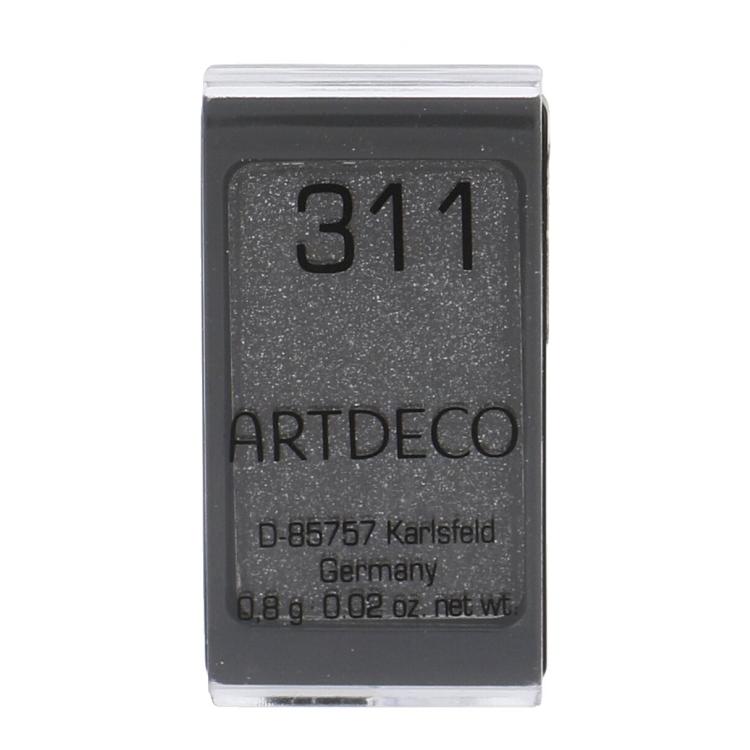 311
ARTDECO
D-85757 Karlsfeld
Germany
0,8 g · 0.02 oz. net wt.